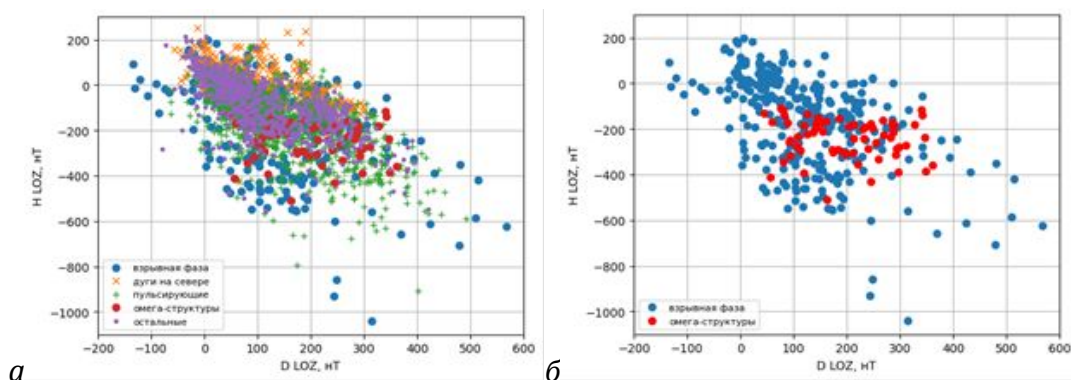 200
0
−200
−400
−600
−800
−1000
H LOZ, нТ
взрывная фаза
дуги на севере
пульсирующие
омега-структуры
остальные
−200 −100 0 100 200 300 400 500 600
D LOZ, нТ
а
200
0
−200
−400
−600
−800
−1000
H LOZ, нТ
взрывная фаза
омега-структуры
−200 −100 0 100 200 300 400 500 600
D LOZ, нТ
б